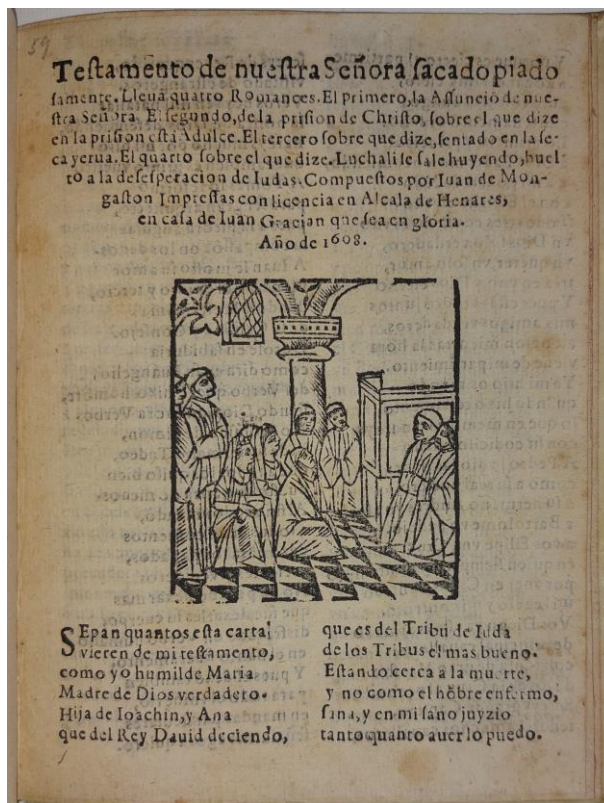 59
Testamento de nuestra Señora sacado piado
samente. Lleua quatro Romances. El primero, la Assunció de nue-
stra Señora. El segundo, de la prision de Christo, sobre el que dize
en la prision està Adulce. El tercero sobre que dize, sentado en la se-
ca yerua. El quarto sobre el que dize. Luchali se sale huyendo, buel-
to a la desesperacion de Iudas. Compuestos por Iuan de Mon-
gaston Impressas con licencia en Alcala de Henares,
en casa de Iuan Gracian que sea en gloria.
Año de 1608.
SEpan quantos esta carta
vieren de mi testamento,
como yo humilde Maria
Madre de Dios verdadero.
Hija de Ioachin, y Ana
que del Rey Dauid deciendo,
que es del Tribu de Iuda
de los Tribus el mas bueno.
Estando cerca a la muerte,
y no como el hõbre enfermo,
sana, y en mi sano juyzio
tanto quanto auer lo puedo.